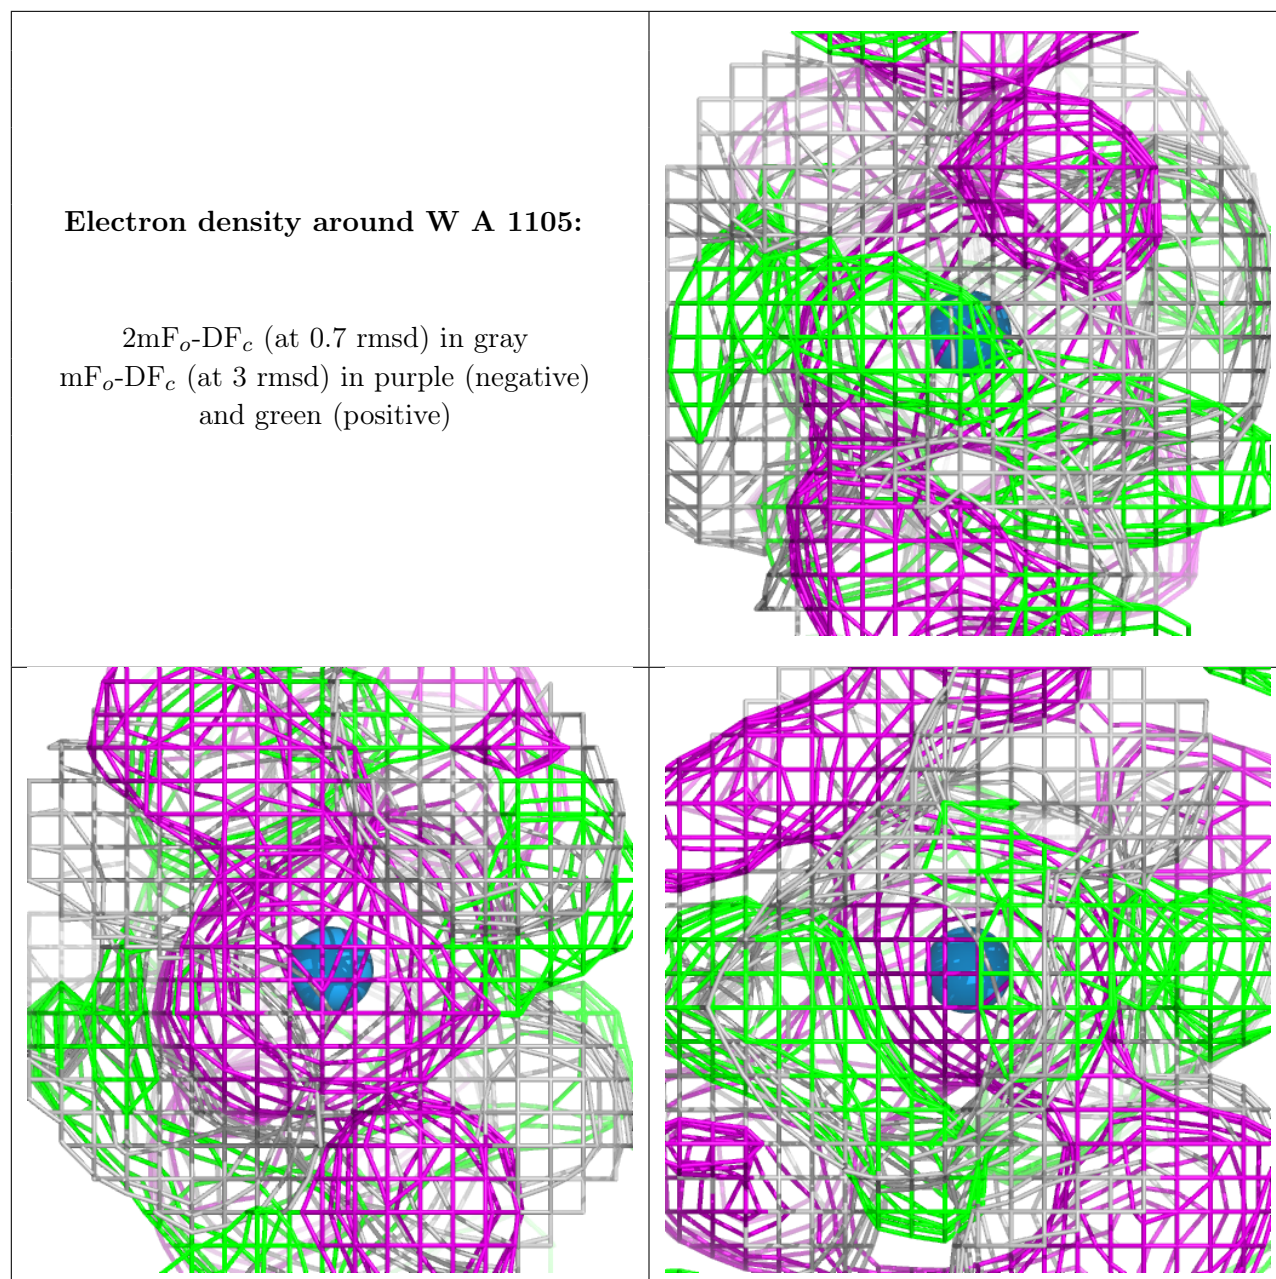 Electron density around W A 1105:
2mFo-DFc (at 0.7 rmsd) in gray
mFo-DFc (at 3 rmsd) in purple (negative)
and green (positive)